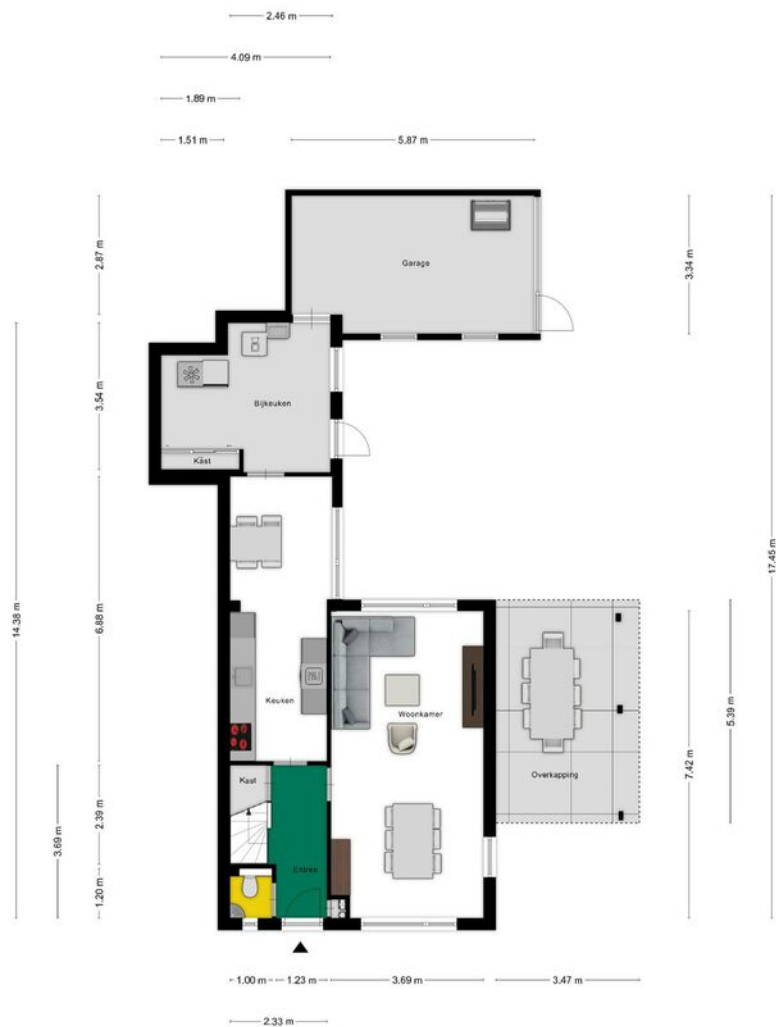 2.46 m
4.09 m
1.89 m
1.51 m
5.87 m
2.87 m
3.34 m
Garage
14.38 m
3.54 m
Bijkeuken
Kast
17.45 m
6.88 m
Keuken
Woonkamer
5.39 m
7.42 m
Overkapping
Kast
2.39 m
3.69 m
Entree
1.20 m
1.00 m
1.23 m
3.69 m
3.47 m
2.33 m